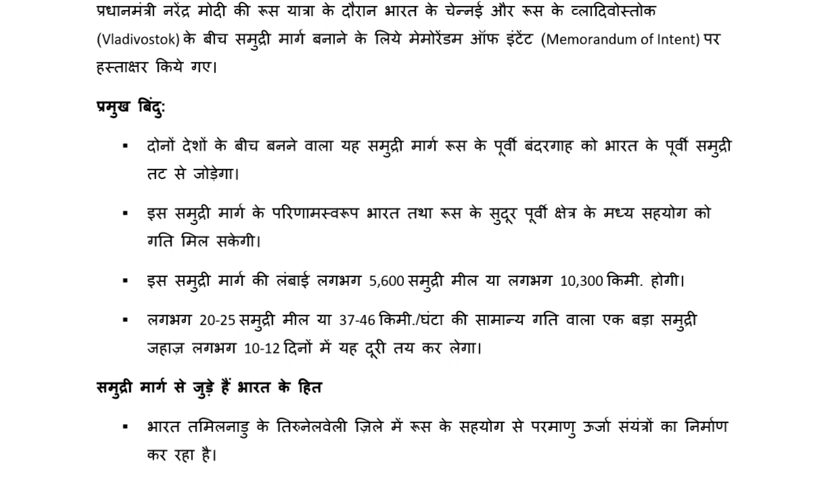 प्रधानमंत्री नरेंद्र मोदी की रूस यात्रा के दौरान भारत के चेन्नई और रूस के व्लादिवोस्तोक
(Vladivostok) के बीच समुद्री मार्ग बनाने के लिये मेमोरेंडम ऑफ इंटेंट (Memorandum of Intent) पर
हस्ताक्षर किये गए।
प्रमुख बिंदु:
▪ दोनों देशों के बीच बनने वाला यह समुद्री मार्ग रूस के पूर्वी बंदरगाह को भारत के पूर्वी समुद्री
तट से जोड़ेगा।
▪ इस समुद्री मार्ग के परिणामस्वरूप भारत तथा रूस के सुदूर पूर्वी क्षेत्र के मध्य सहयोग को
गति मिल सकेगी।
▪ इस समुद्री मार्ग की लंबाई लगभग 5,600 समुद्री मील या लगभग 10,300 किमी. होगी।
▪ लगभग 20-25 समुद्री मील या 37-46 किमी./घंटा की सामान्य गति वाला एक बड़ा समुद्री
जहाज़ लगभग 10-12 दिनों में यह दूरी तय कर लेगा।
समुद्री मार्ग से जुड़े हैं भारत के हित
▪ भारत तमिलनाडु के तिरुनेलवेली ज़िले में रूस के सहयोग से परमाणु ऊर्जा संयंत्रों का निर्माण
कर रहा है।